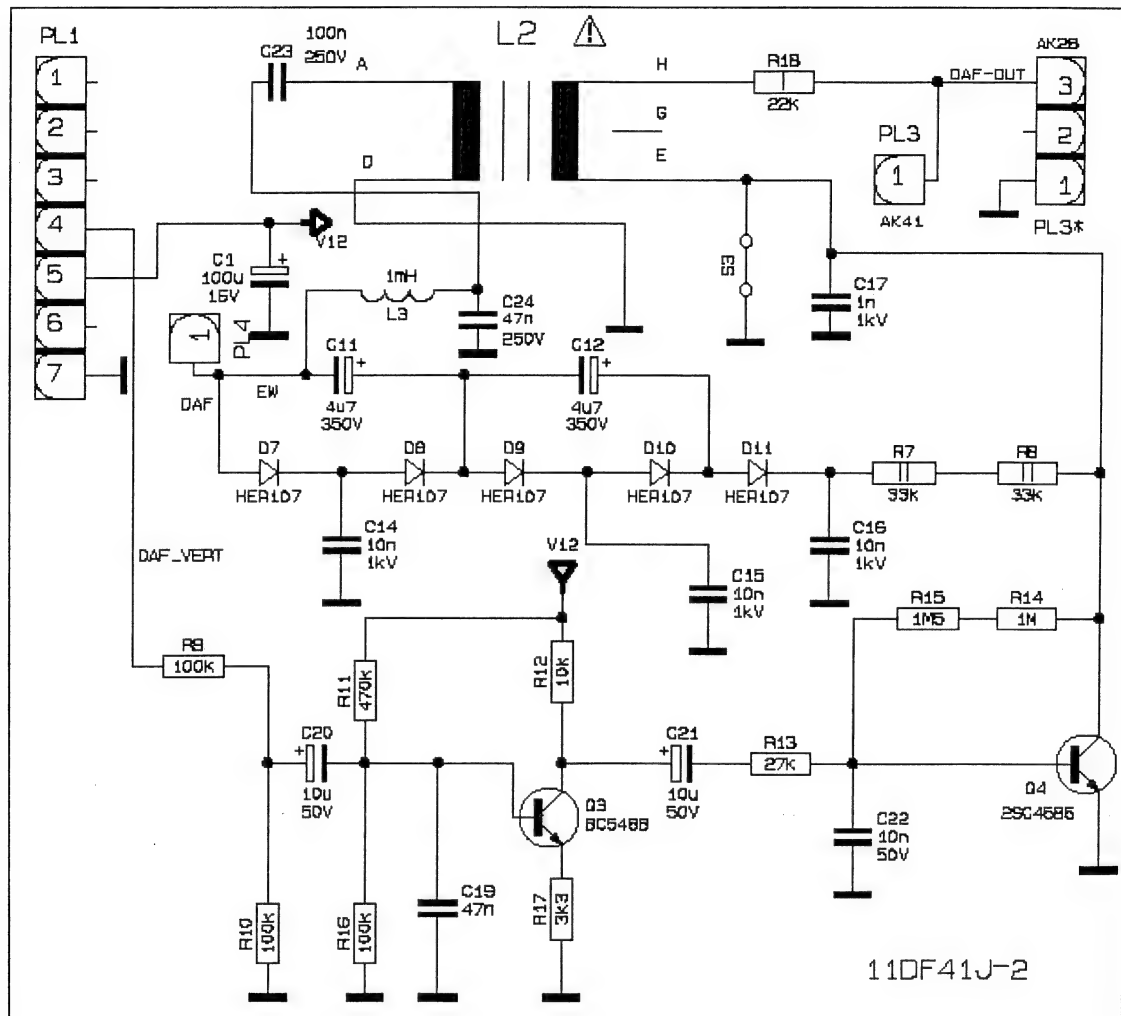 PL1
1
2
3
4
5
6
7
100n
C23
250V
A
D
L2
H
G
E
R18
22K
DAF-OUT
AK28
3
2
1
PL3*
PL3
1
AK41
V12
C1
100u
16V
1
PL4
1mH
L3
C24
47n
250V
S3
C17
1n
1kV
DAF
EW
C11
4u7
350V
C12
4u7
350V
D7
HER107
D8
HER107
D9
HER107
D10
HER107
D11
HER107
R7
33K
R8
33K
C14
10n
1kV
C15
10n
1kV
C16
10n
1kV
DAF_VERT
V12
R15
1M5
R14
1M
R9
100K
R11
470K
R12
10k
C20
10u
50V
C21
10u
50V
R13
27K
Q3
BC548B
Q4
2SC4686
C22
10n
50V
R10
100k
R16
100k
C19
47n
R17
3K3
11DF41J-2